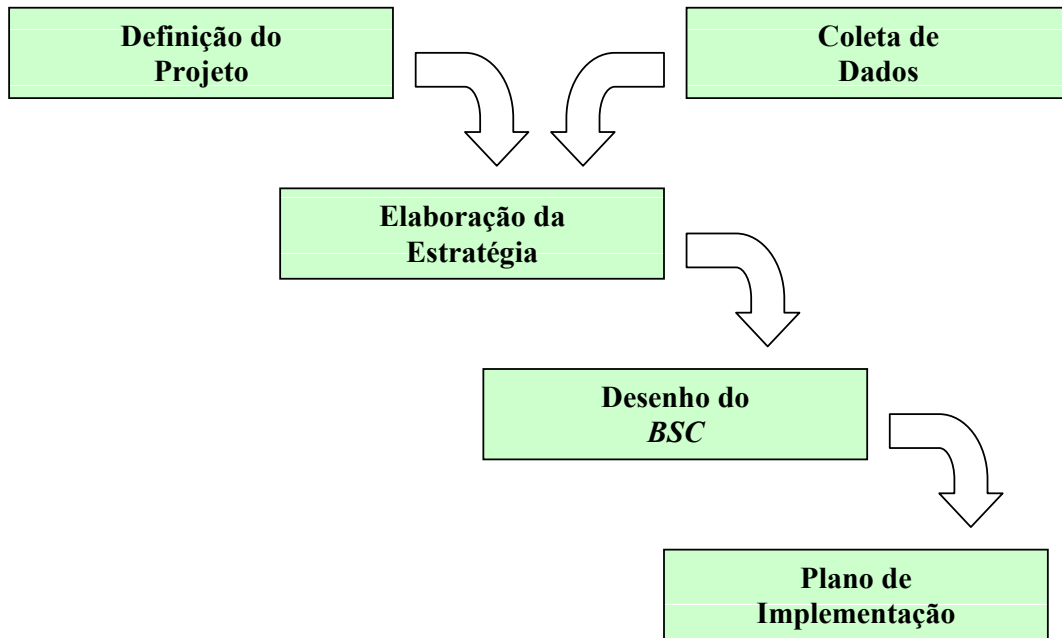 Definição do
Projeto
Coleta de
Dados
Elaboração da
Estratégia
Desenho do
BSC
Plano de
Implementação